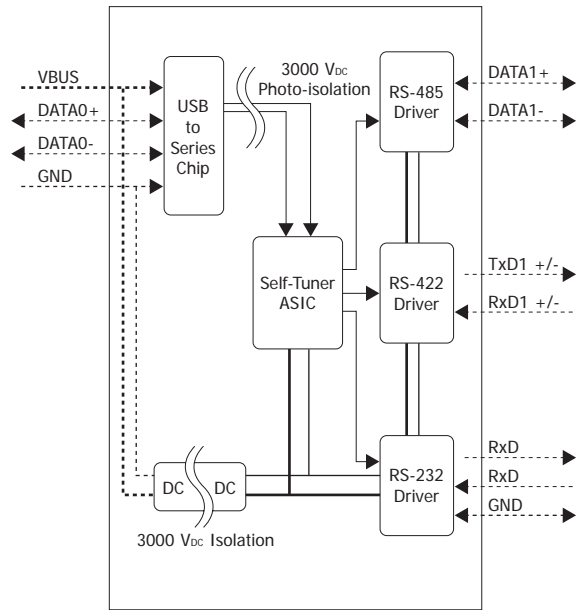 VBUS
DATA0+
DATA0-
GND
USB
to
Series
Chip
3000 VDC
Photo-isolation
RS-485
Driver
DATA1+
DATA1-
Self-Tuner
ASIC
RS-422
Driver
TxD1 +/-
RxD1 +/-
DC
DC
3000 VDC Isolation
RS-232
Driver
RxD
RxD
GND